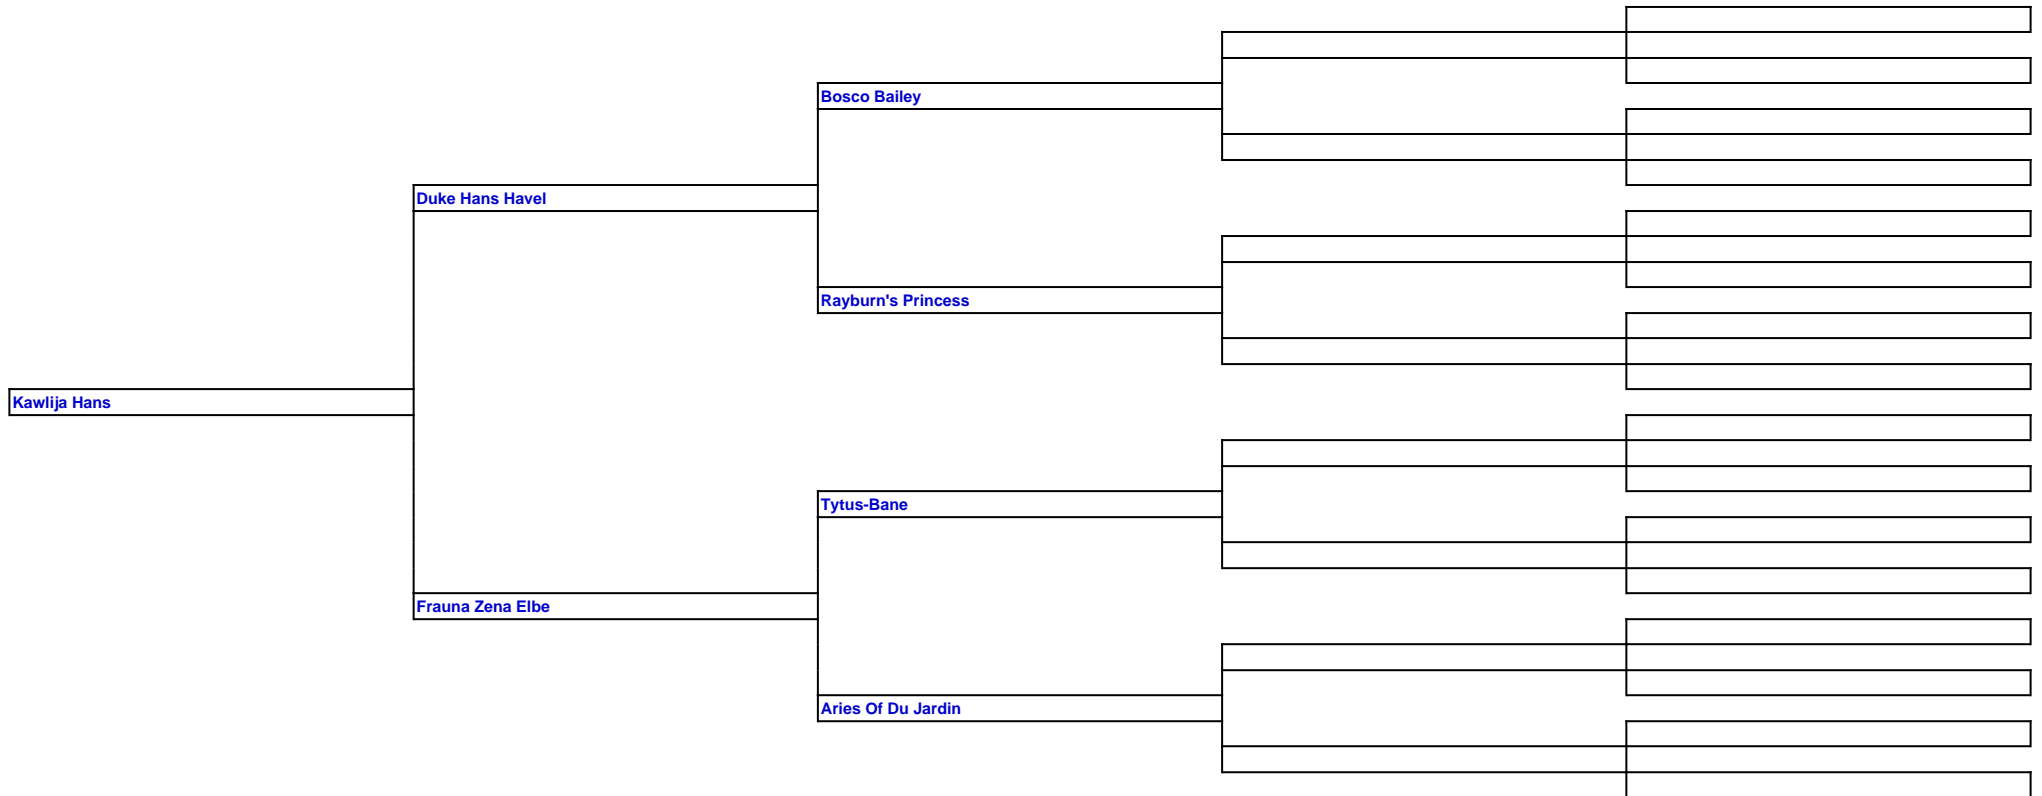 Bosco Bailey
Duke Hans Havel
Rayburn's Princess
Kawlija Hans
Tytus-Bane
Frauna Zena Elbe
Aries Of Du Jardin